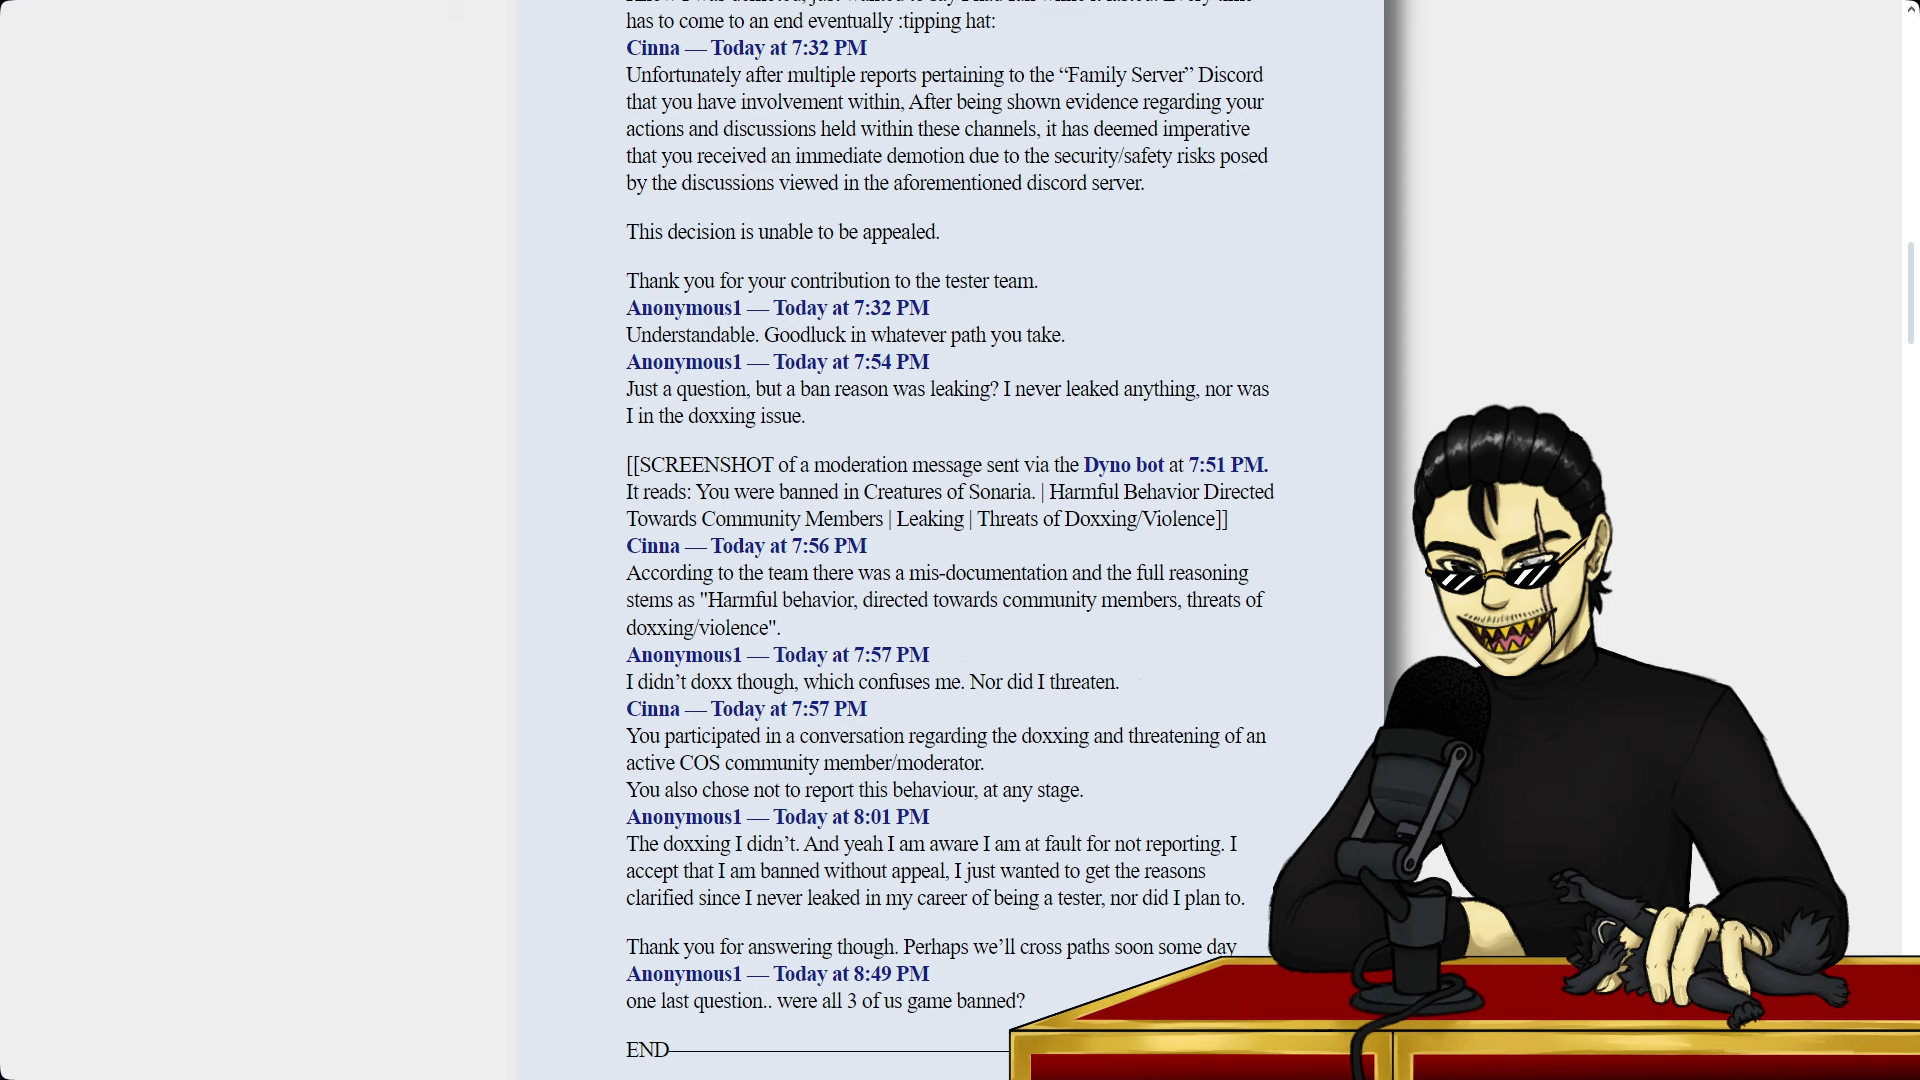 has to come to an end eventually :tipping hat:
Cinna — Today at 7:32 PM
Unfortunately after multiple reports pertaining to the “Family Server” Discord
that you have involvement within, After being shown evidence regarding your
actions and discussions held within these channels, it has deemed imperative
that you received an immediate demotion due to the security/safety risks posed
by the discussions viewed in the aforementioned discord server.
This decision is unable to be appealed.
Thank you for your contribution to the tester team.
Anonymous1 — Today at 7:32 PM
Understandable. Goodluck in whatever path you take.
Anonymous1 — Today at 7:54 PM
Just a question, but a ban reason was leaking? I never leaked anything, nor was
I in the doxxing issue.
[[SCREENSHOT of a moderation message sent via the Dyno bot at 7:51 PM.
It reads: You were banned in Creatures of Sonaria. | Harmful Behavior Directed
Towards Community Members | Leaking | Threats of Doxxing/Violence]]
Cinna — Today at 7:56 PM
According to the team there was a mis-documentation and the full reasoning
stems as "Harmful behavior, directed towards community members, threats of
doxxing/violence".
Anonymous1 — Today at 7:57 PM
I didn’t doxx though, which confuses me. Nor did I threaten.
Cinna — Today at 7:57 PM
You participated in a conversation regarding the doxxing and threatening of an
active COS community member/moderator.
You also chose not to report this behaviour, at any stage.
Anonymous1 — Today at 8:01 PM
The doxxing I didn’t. And yeah I am aware I am at fault for not reporting. I
accept that I am banned without appeal, I just wanted to get the reasons
clarified since I never leaked in my career of being a tester, nor did I plan to.
Thank you for answering though. Perhaps we’ll cross paths soon some day
Anonymous1 — Today at 8:49 PM
one last question.. were all 3 of us game banned?
END